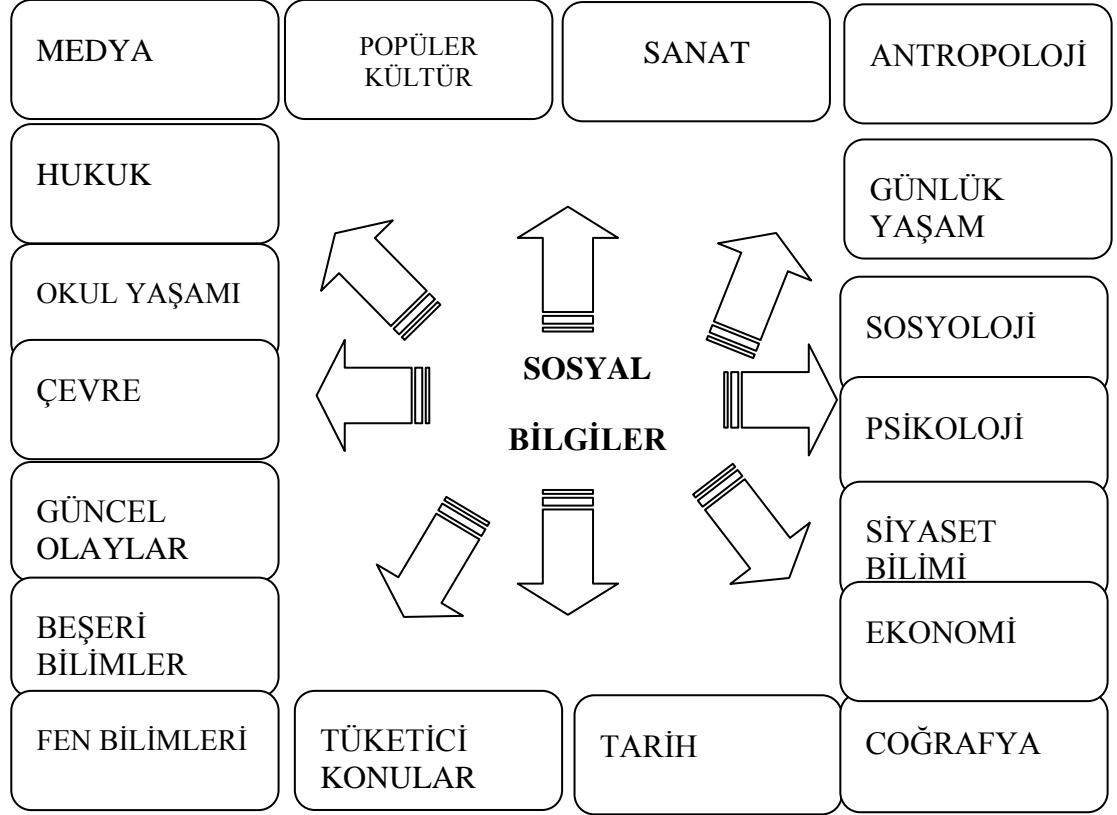 MEDYA
POPÜLER
KÜLTÜR
SANAT
ANTROPOLOJİ
HUKUK
GÜNLÜK
YAŞAM
OKUL YAŞAMI
SOSYOLOJİ
SOSYAL
BİLGİLER
ÇEVRE
PSİKOLOJİ
GÜNCEL
OLAYLAR
SİYASET
BİLİMİ
BEŞERİ
BİLİMLER
EKONOMİ
FEN BİLİMLERİ
TÜKETİCİ
KONULAR
TARİH
COĞRAFYA